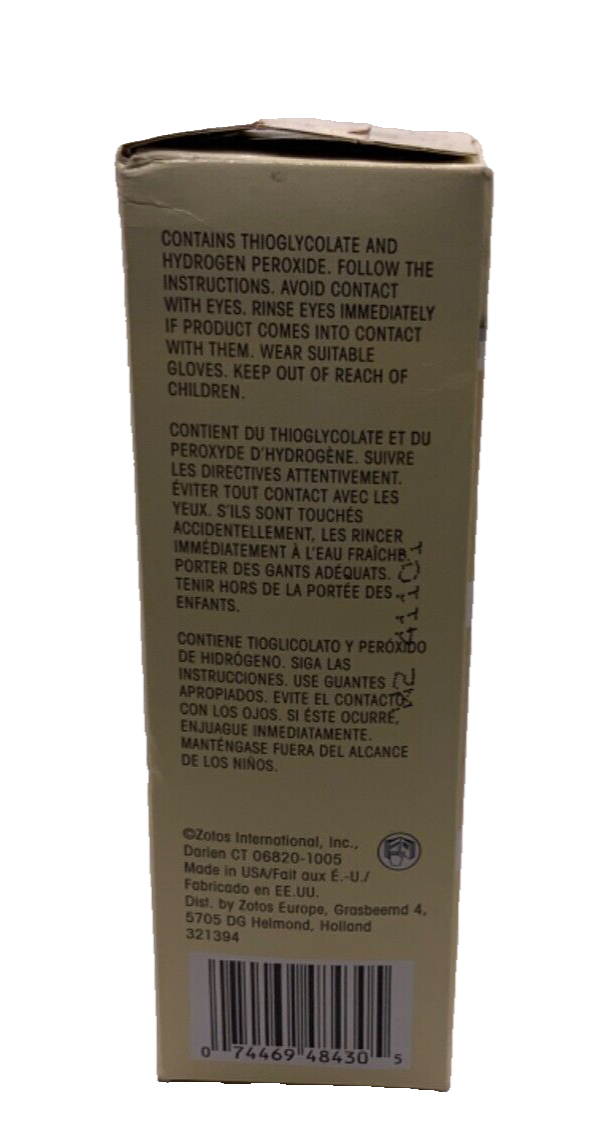 CONTAINS THIOGLYCOLATE AND
HYDROGEN PEROXIDE. FOLLOW THE
INSTRUCTIONS. AVOID CONTACT
WITH EYES. RINSE EYES IMMEDIATELY
IF PRODUCT COMES INTO CONTACT
WITH THEM. WEAR SUITABLE
GLOVES. KEEP OUT OF REACH OF
CHILDREN.
CONTIENT DU THIOGLYCOLATE ET DU
PEROXYDE D'HYDROGÈNE. SUIVRE
LES DIRECTIVES ATTENTIVEMENT.
ÉVITER TOUT CONTACT AVEC LES
YEUX. S'ILS SONT TOUCHÉS
ACCIDENTELLEMENT, LES RINCER
IMMÉDIATEMENT À L'EAU FRAÎCHE.
PORTER DES GANTS ADÉQUATS.
TENIR HORS DE LA PORTÉE DES
ENFANTS.
CONTIENE TIOGLICOLATO Y PERÓXIDO
DE HIDRÓGENO. SIGA LAS
INSTRUCCIONES. USE GUANTES
APROPIADOS. EVITE EL CONTACTO
CON LOS OJOS. SI ÉSTE OCURRE,
ENJUAGUE INMEDIATAMENTE.
MANTÉNGASE FUERA DEL ALCANCE
DE LOS NIÑOS.
©Zotos International, Inc.,
Darien CT 06820-1005
Made in USA/Fait aux É.-U./
Fabricado en EE.UU.
Dist. by Zotos Europe, Grasbeemd 4,
5705 DG Helmond, Holland
321394
0 74469 48430 5